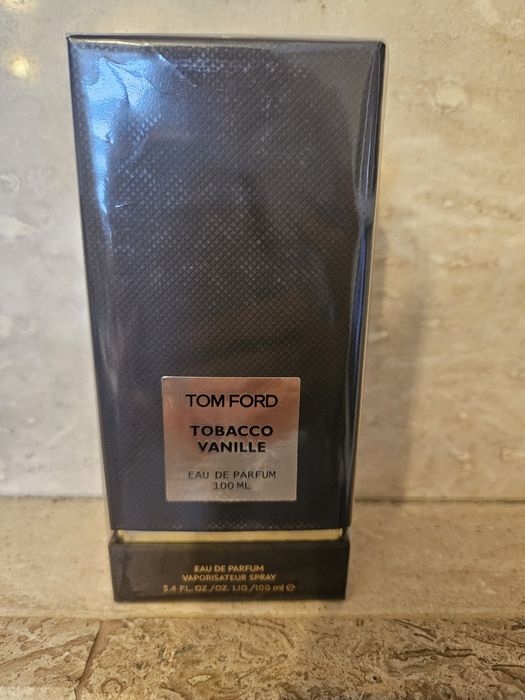 TOM FORD
TOBACCO
VANILLE
EAU DE PARFUM
100 ML
EAU DE PARFUM
VAPORISATEUR SPRAY
3.4 FL.OZ./OZ. LIQ/100 ml ℮